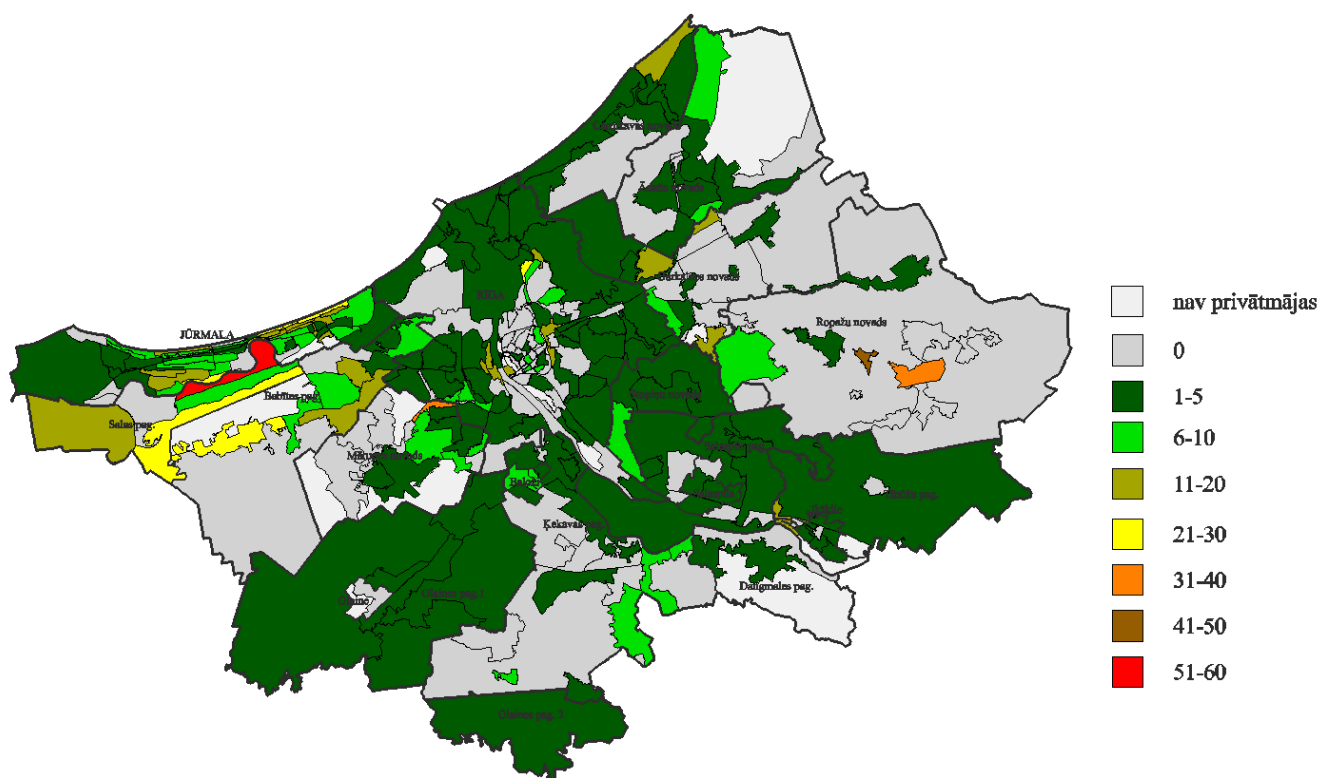 Ādažu novads
RĪGA
JŪRMALA
Ropažu novads
Babītes pag.
Salas pag.
Mārupes novads
Baloži
Ķekavas pag.
Daugmales pag.
Olaine
Olaines pag. 1
Olaines pag. 2
nav privātmājas
0
1-5
6-10
11-20
21-30
31-40
41-50
51-60